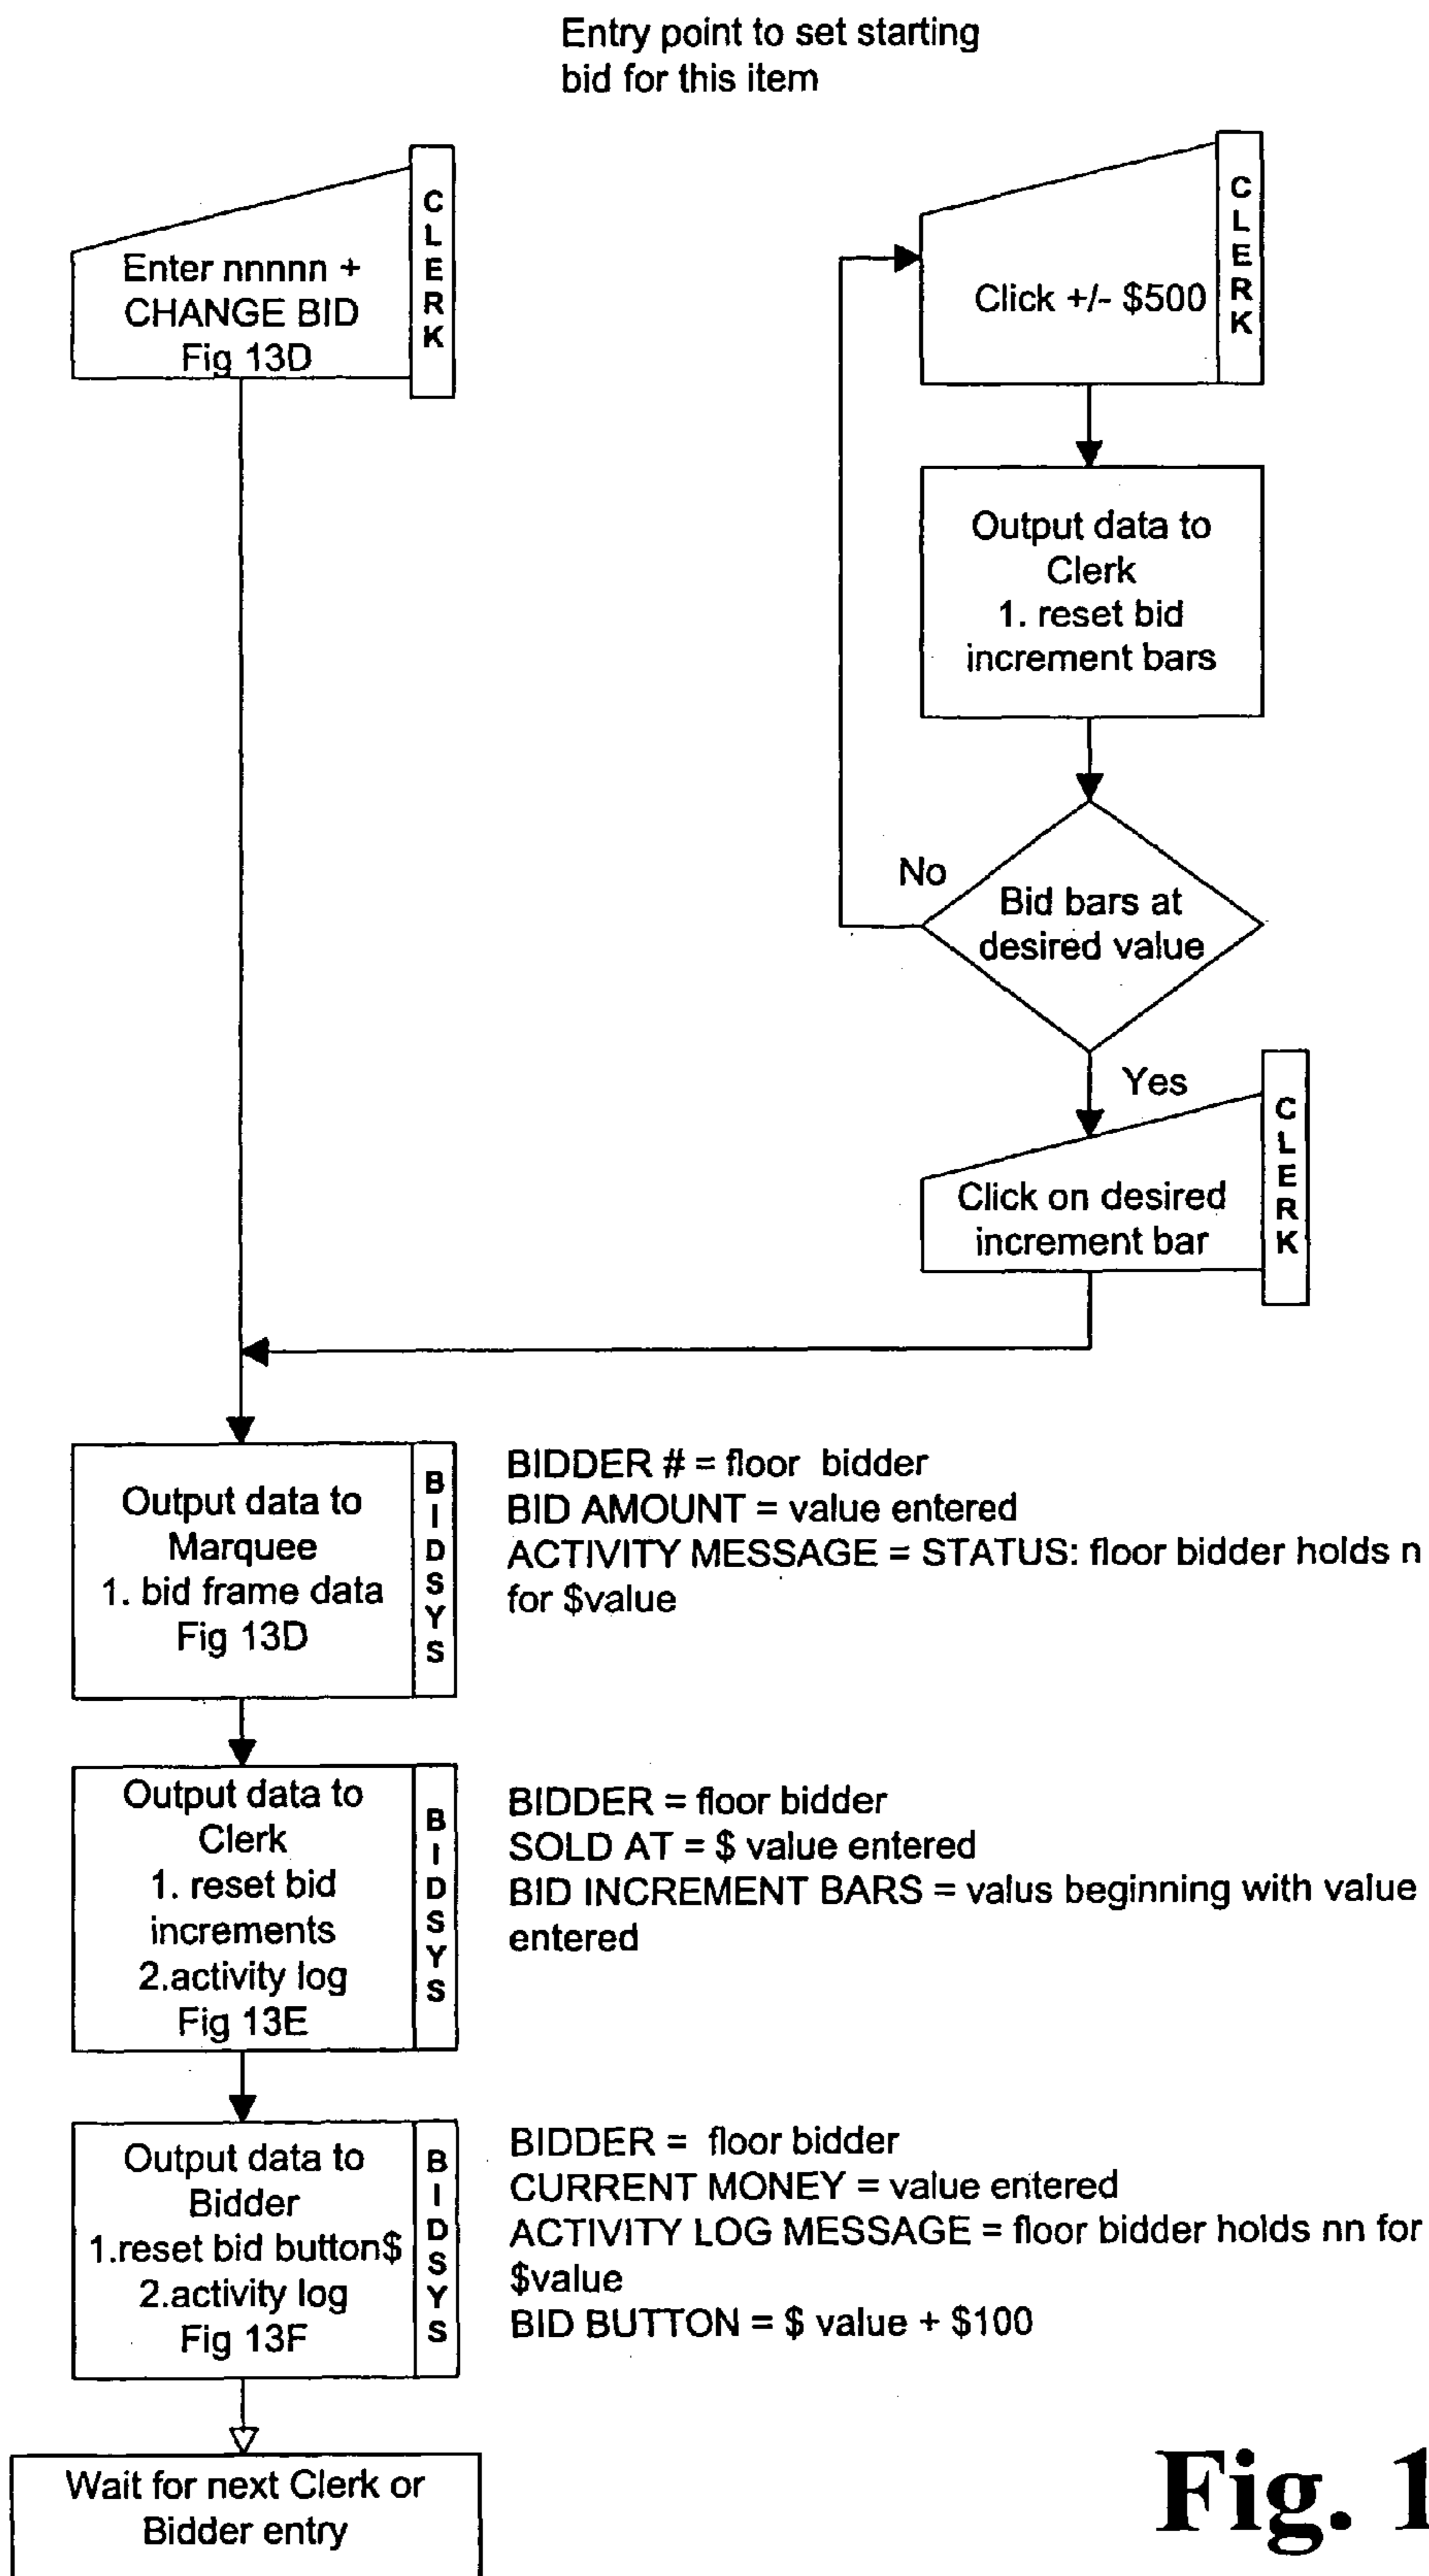 Entry point to set starting
bid for this item
Enter nnnnn +
CHANGE BID
Fig 13D
CLERK
Click +/- $500
CLERK
Output data to
Clerk
1. reset bid
increment bars
No
Bid bars at
desired value
Yes
Click on desired
increment bar
CLERK
Output data to
Marquee
1. bid frame data
Fig 13D
BIDSYS
BIDDER # = floor bidder
BID AMOUNT = value entered
ACTIVITY MESSAGE = STATUS: floor bidder holds n
for $value
Output data to
Clerk
1. reset bid
increments
2.activity log
Fig 13E
BIDSYS
BIDDER = floor bidder
SOLD AT = $ value entered
BID INCREMENT BARS = valus beginning with value
entered
Output data to
Bidder
1.reset bid button$
2.activity log
Fig 13F
BIDSYS
BIDDER = floor bidder
CURRENT MONEY = value entered
ACTIVITY LOG MESSAGE = floor bidder holds nn for
$value
BID BUTTON = $ value + $100
Wait for next Clerk or
Bidder entry
Fig. 1